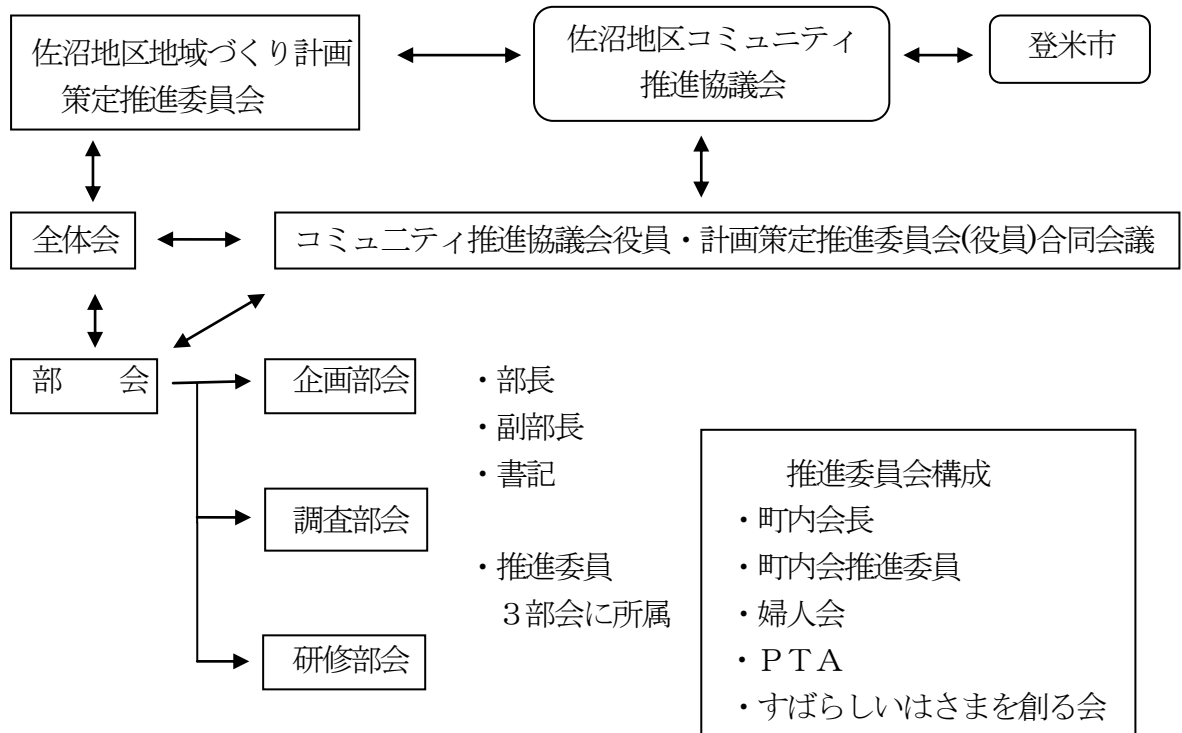 佐沼地区地域づくり計画
策定推進委員会
佐沼地区コミュニティ
推進協議会
登米市
全体会
コミュ二ティ推進協議会役員・計画策定推進委員会(役員)合同会議
部　　会
企画部会
・部長
・副部長
・書記
調査部会
・推進委員
３部会に所属
研修部会
推進委員会構成
・町内会長
・町内会推進委員
・婦人会
・ＰＴＡ
・すばらしいはさまを創る会